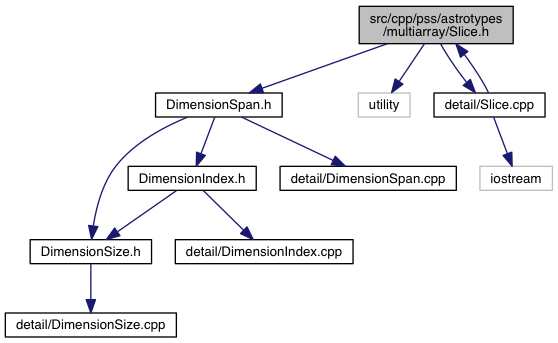 src/cpp/pss/astrotypes
/multiarray/Slice.h
DimensionSpan.h
utility
detail/Slice.cpp
DimensionIndex.h
detail/DimensionSpan.cpp
iostream
DimensionSize.h
detail/DimensionIndex.cpp
detail/DimensionSize.cpp